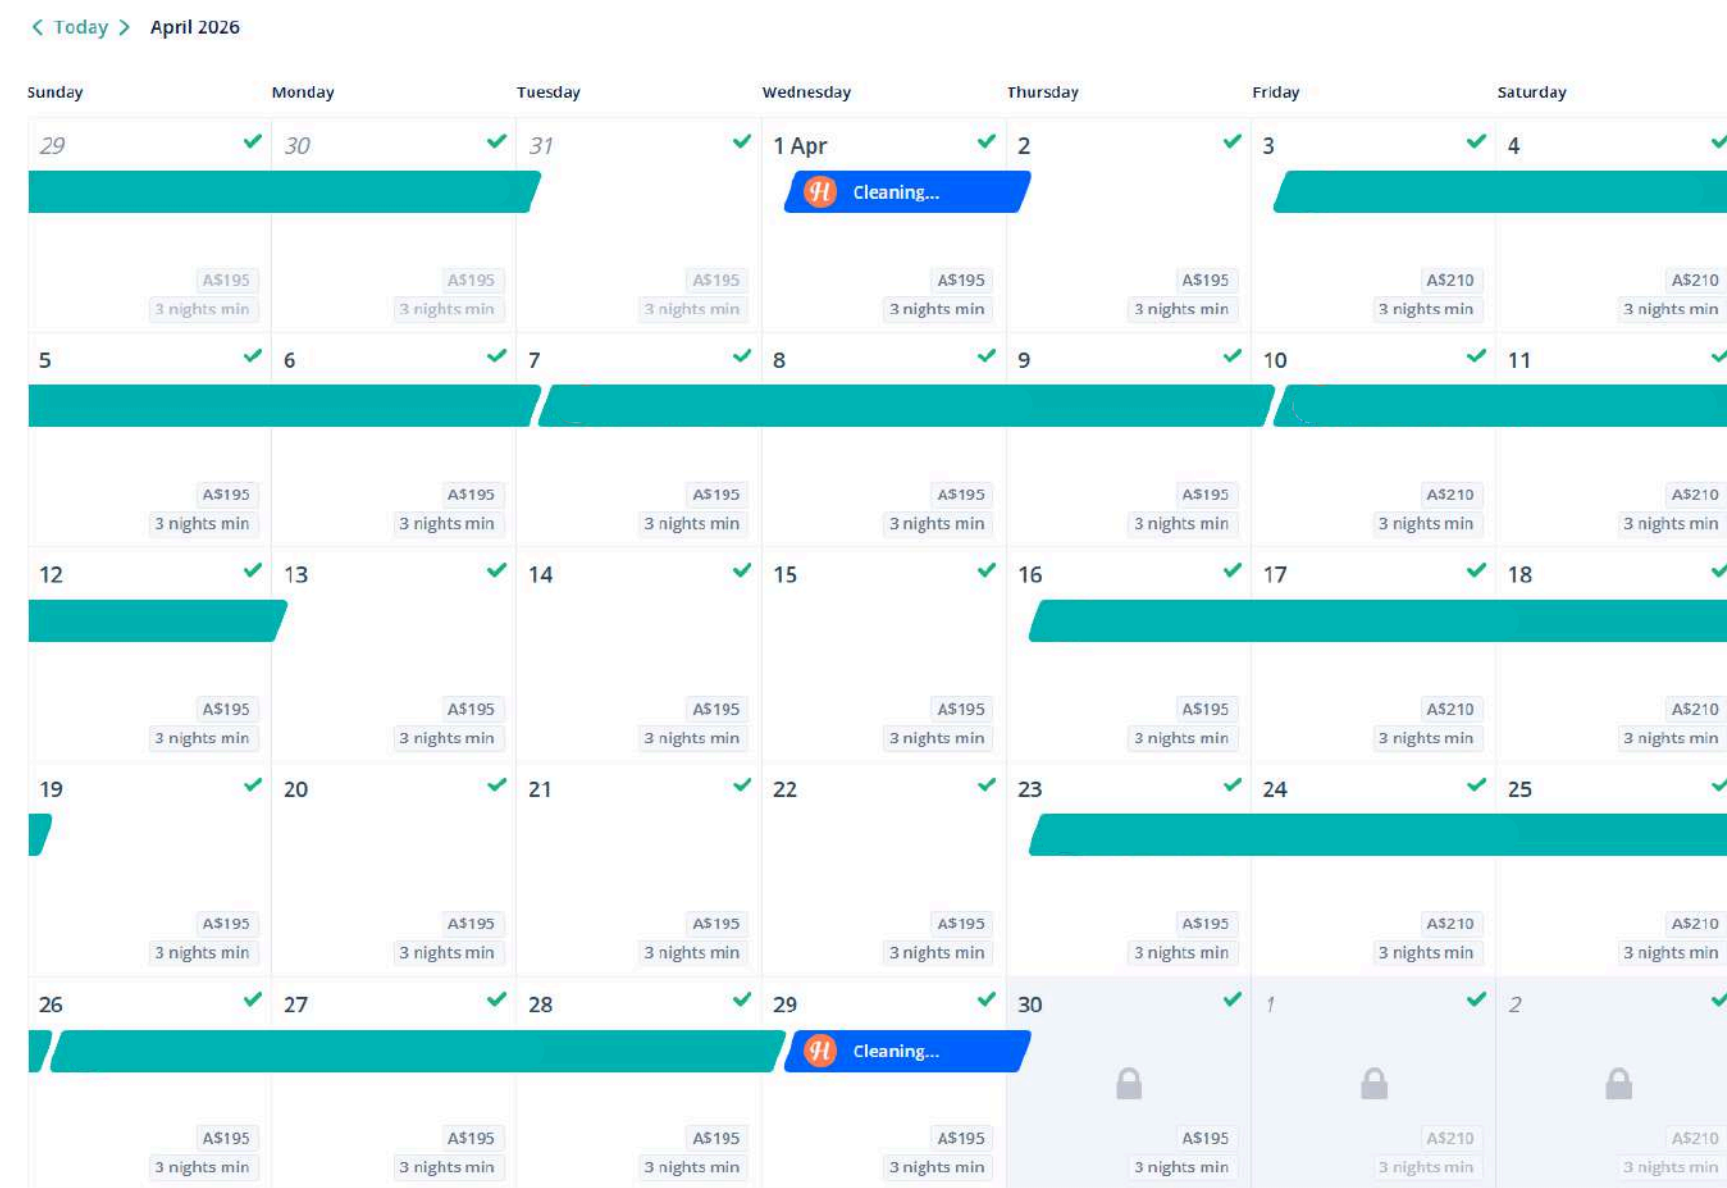 Today April 2026
Sunday Monday Tuesday Wednesday Thursday Friday Saturday
29 30 31 1 Apr 2 3 4
H Cleaning...
A$195 A$195 A$195 A$195 A$195 A$210 A$210
3 nights min 3 nights min 3 nights min 3 nights min 3 nights min 3 nights min 3 nights min
5 6 7 8 9 10 11
A$195 A$195 A$195 A$195 A$195 A$210 A$210
3 nights min 3 nights min 3 nights min 3 nights min 3 nights min 3 nights min 3 nights min
12 13 14 15 16 17 18
A$195 A$195 A$195 A$195 A$195 A$210 A$210
3 nights min 3 nights min 3 nights min 3 nights min 3 nights min 3 nights min 3 nights min
19 20 21 22 23 24 25
A$195 A$195 A$195 A$195 A$195 A$210 A$210
3 nights min 3 nights min 3 nights min 3 nights min 3 nights min 3 nights min 3 nights min
26 27 28 29 30 1 2
H Cleaning...
A$195 A$195 A$195 A$195 A$195 A$210 A$210
3 nights min 3 nights min 3 nights min 3 nights min 3 nights min 3 nights min 3 nights min